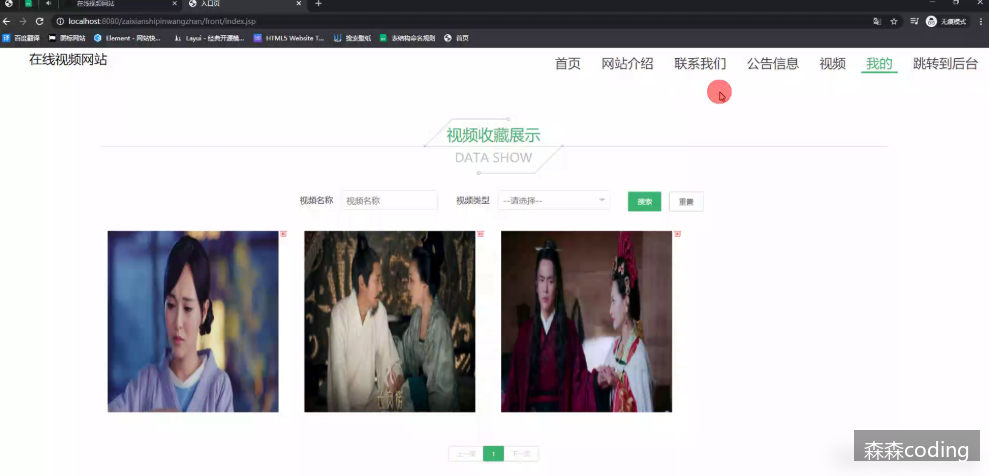 在线视频网站
入口页
localhost:8080/zaixianshipinwangzhan/front/index.jsp
无痕模式
百度翻译 图标网站 Element - 网站快... Layui - 经典开源模... HTML5 Website T... 搜索壁纸 表结构命名规则 首页
在线视频网站
首页 网站介绍 联系我们 公告信息 视频 我的 跳转到后台
视频收藏展示
DATA SHOW
视频名称 视频名称 视频类型 --请选择-- 搜索 重置
上一页 1 下一页
森森coding